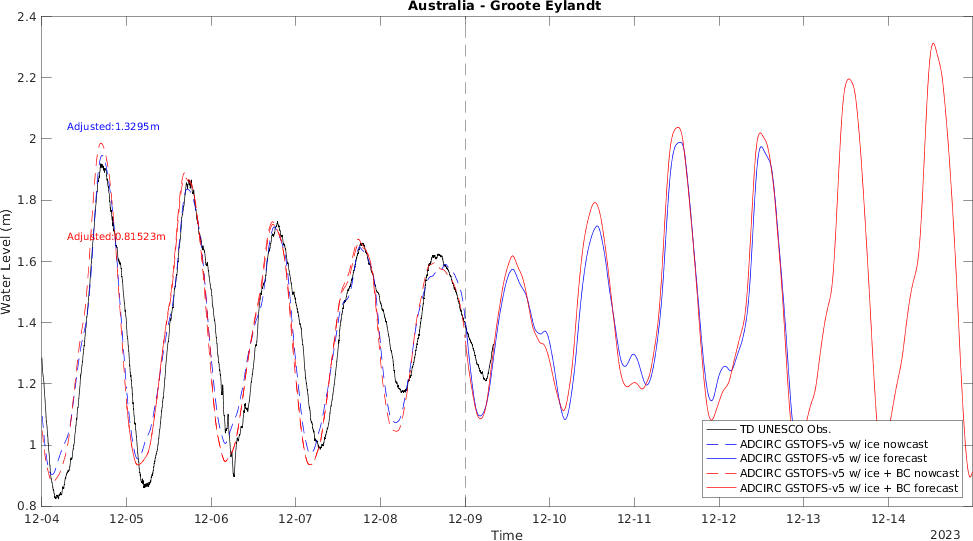 Australia - Groote Eylandt
Water Level (m)
2.4
2.2
2
1.8
1.6
1.4
1.2
1
0.8
Adjusted:1.3295m
Adjusted:0.81523m
TD UNESCO Obs.
ADCIRC GSTOFS-v5 w/ ice nowcast
ADCIRC GSTOFS-v5 w/ ice forecast
ADCIRC GSTOFS-v5 w/ ice + BC nowcast
ADCIRC GSTOFS-v5 w/ ice + BC forecast
12-04 12-05 12-06 12-07 12-08 12-09 12-10 12-11 12-12 12-13 12-14
Time
2023